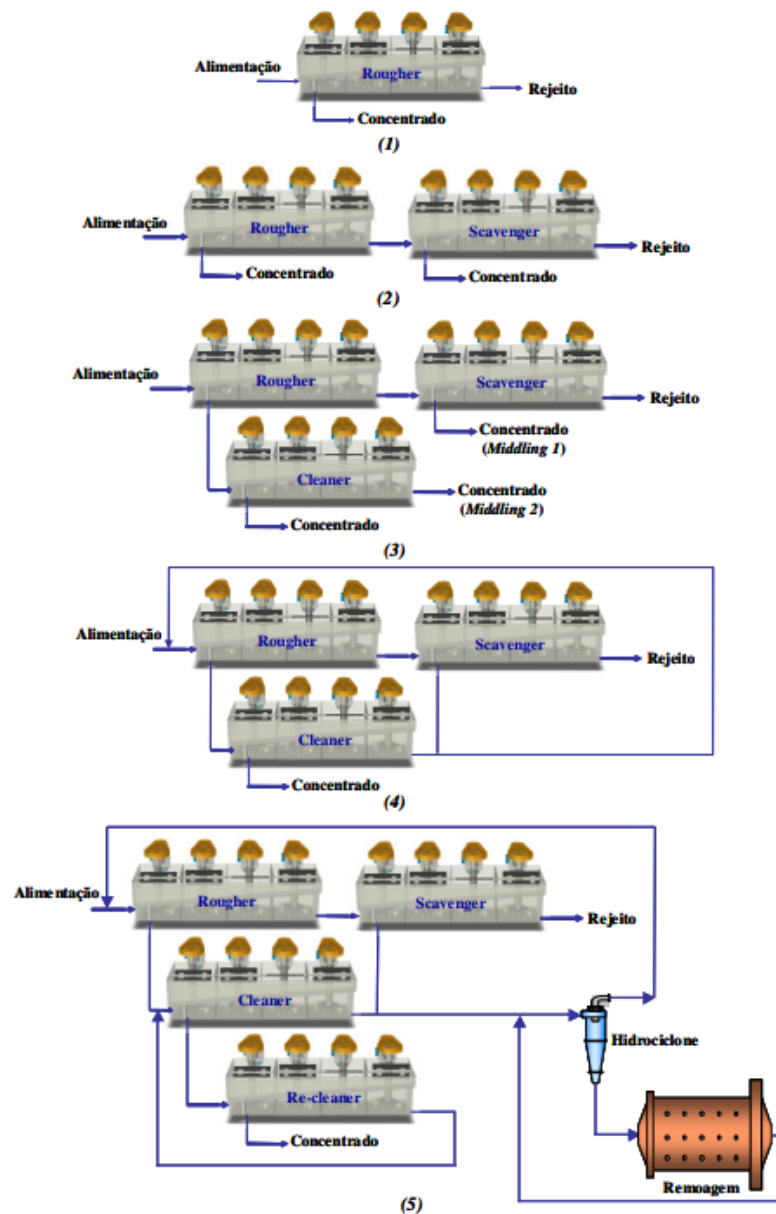 Alimentação
Rougher
Rejeito
Concentrado
(1)
Alimentação
Rougher
Scavenger
Rejeito
Concentrado
Concentrado
(2)
Alimentação
Rougher
Scavenger
Rejeito
Concentrado
(Middling 1)
Cleaner
Concentrado
(Middling 2)
Concentrado
(3)
Alimentação
Rougher
Scavenger
Rejeito
Cleaner
Concentrado
(4)
Alimentação
Rougher
Scavenger
Rejeito
Cleaner
Hidrociclone
Re-cleaner
Concentrado
Remoagem
(5)